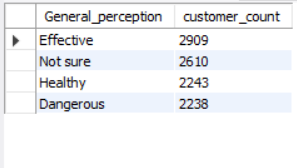 General_perception customer_count
Effective 2909
Not sure 2610
Healthy 2243
Dangerous 2238